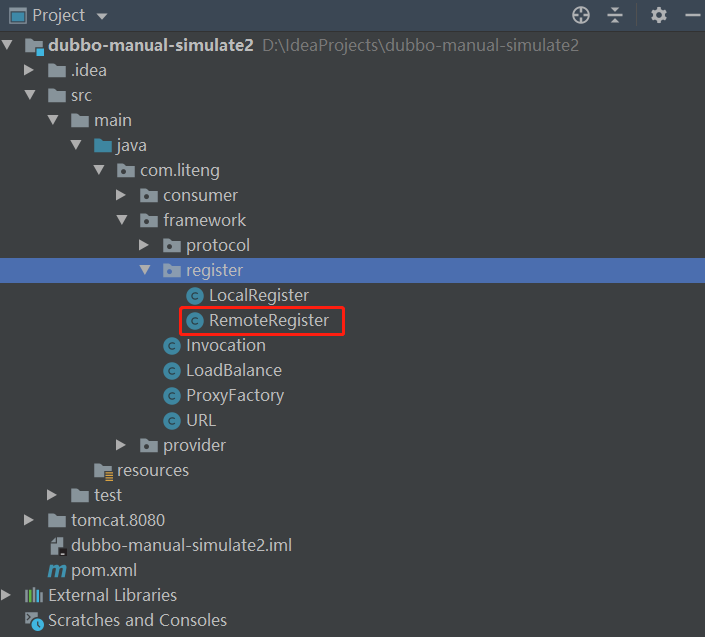 Project
dubbo-manual-simulate2 D:\IdeaProjects\dubbo-manual-simulate2
.idea
src
main
java
com.liteng
consumer
framework
protocol
register
LocalRegister
RemoteRegister
Invocation
LoadBalance
ProxyFactory
URL
provider
resources
test
tomcat.8080
dubbo-manual-simulate2.iml
pom.xml
External Libraries
Scratches and Consoles